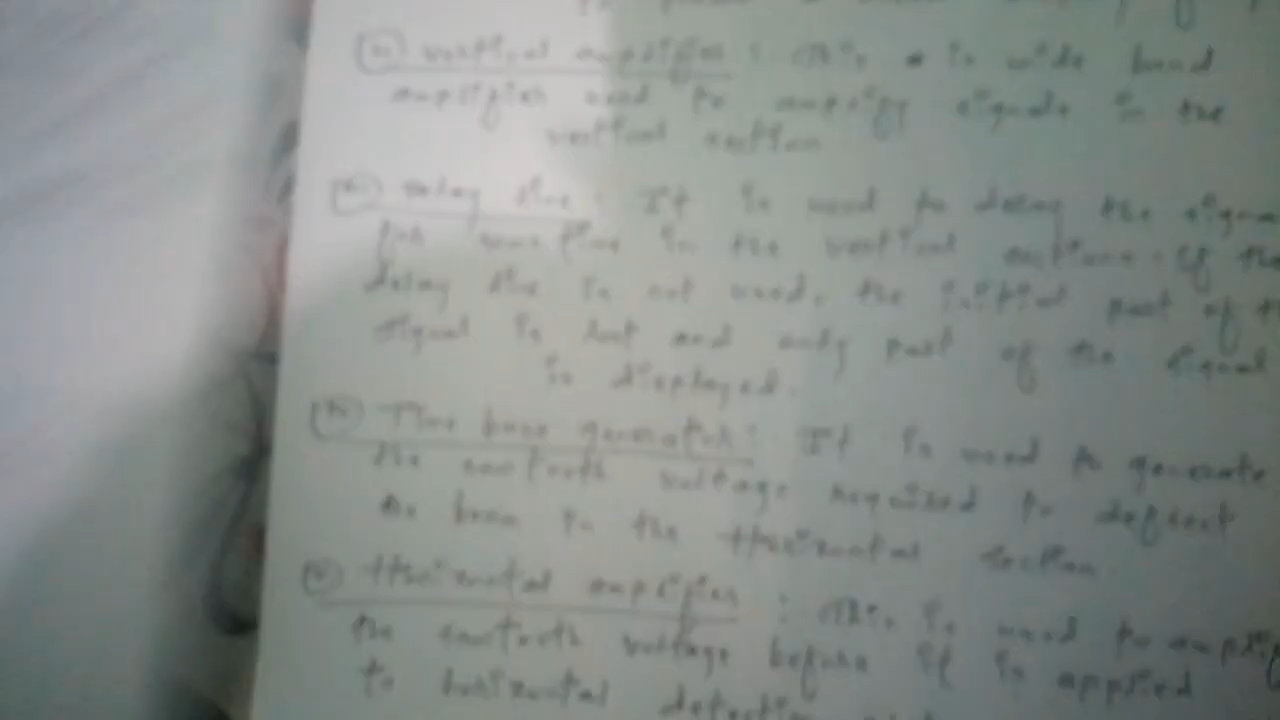 (ii) vertical amplifier : This is wide band
amplifier used to amplify signals in the
vertical section
(iii) Delay line : It is used to delay the signal
for some time in the vertical sections. If the
delay line is not used, the initial part of t
signal is lost and only part of the signal
is displayed.
(iv) Time base generator : It is used to generate
the sawtooth voltage required to deflect
the beam in the Horizontal section.
(v) Horizontal amplifier : This is used to amplify
the sawtooth voltage before it is applied
to horizontal